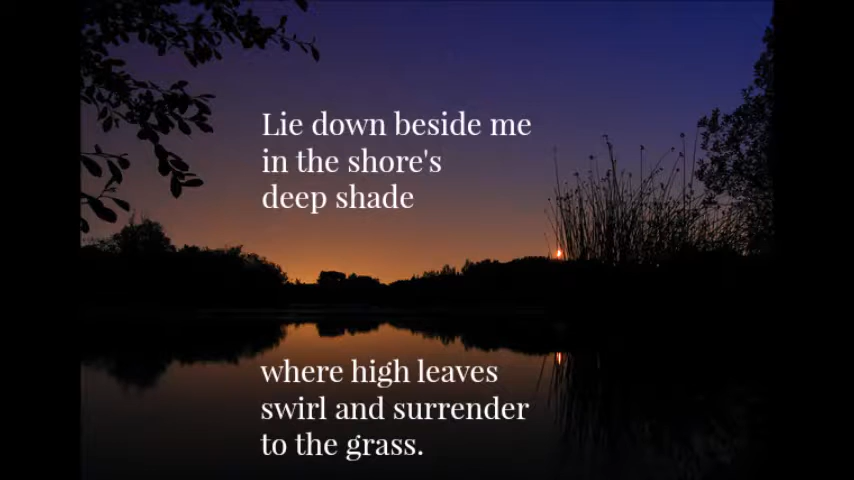 Lie down beside me
in the shore's
deep shade
where high leaves
swirl and surrender
to the grass.